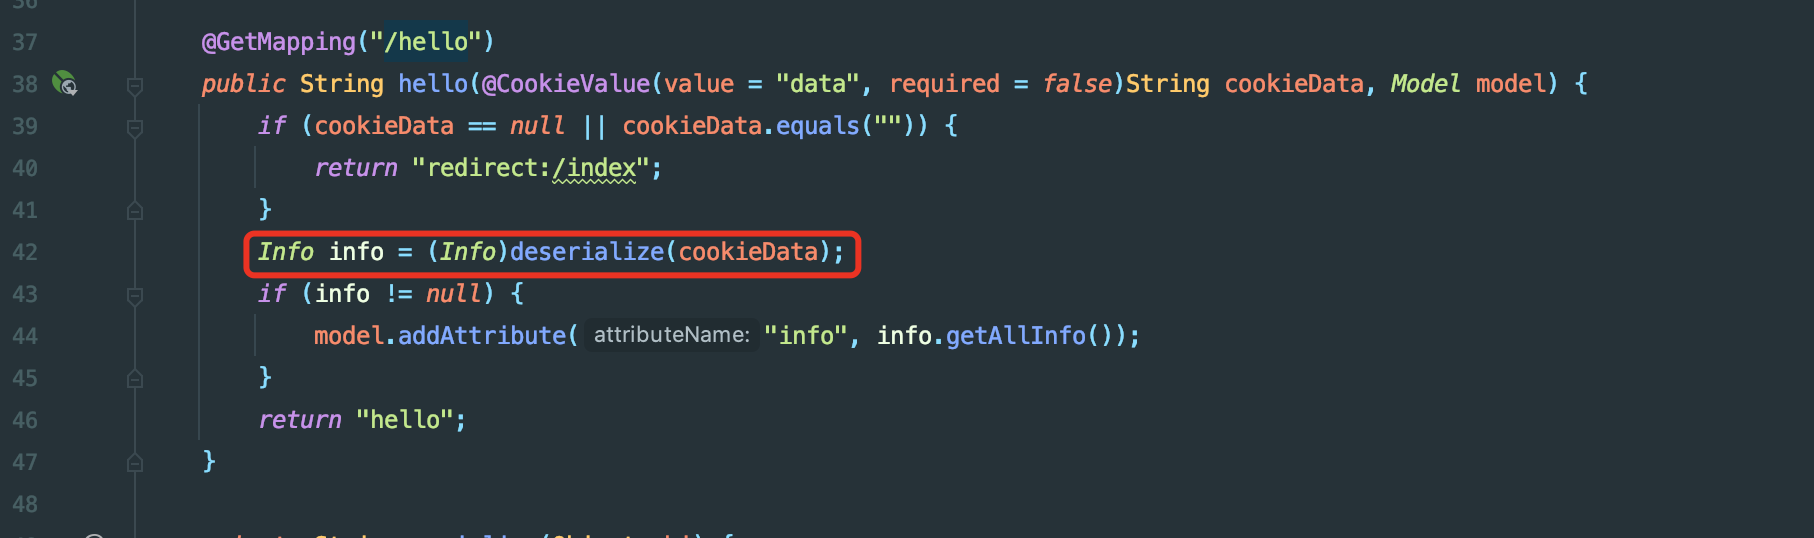 37 @GetMapping("/hello")
38 public String hello(@CookieValue(value = "data", required = false)String cookieData, Model model) {
39 if (cookieData == null || cookieData.equals("")) {
40 return "redirect:/index";
41 }
42 Info info = (Info)deserialize(cookieData);
43 if (info != null) {
44 model.addAttribute( attributeName: "info", info.getAllInfo());
45 }
46 return "hello";
47 }
48